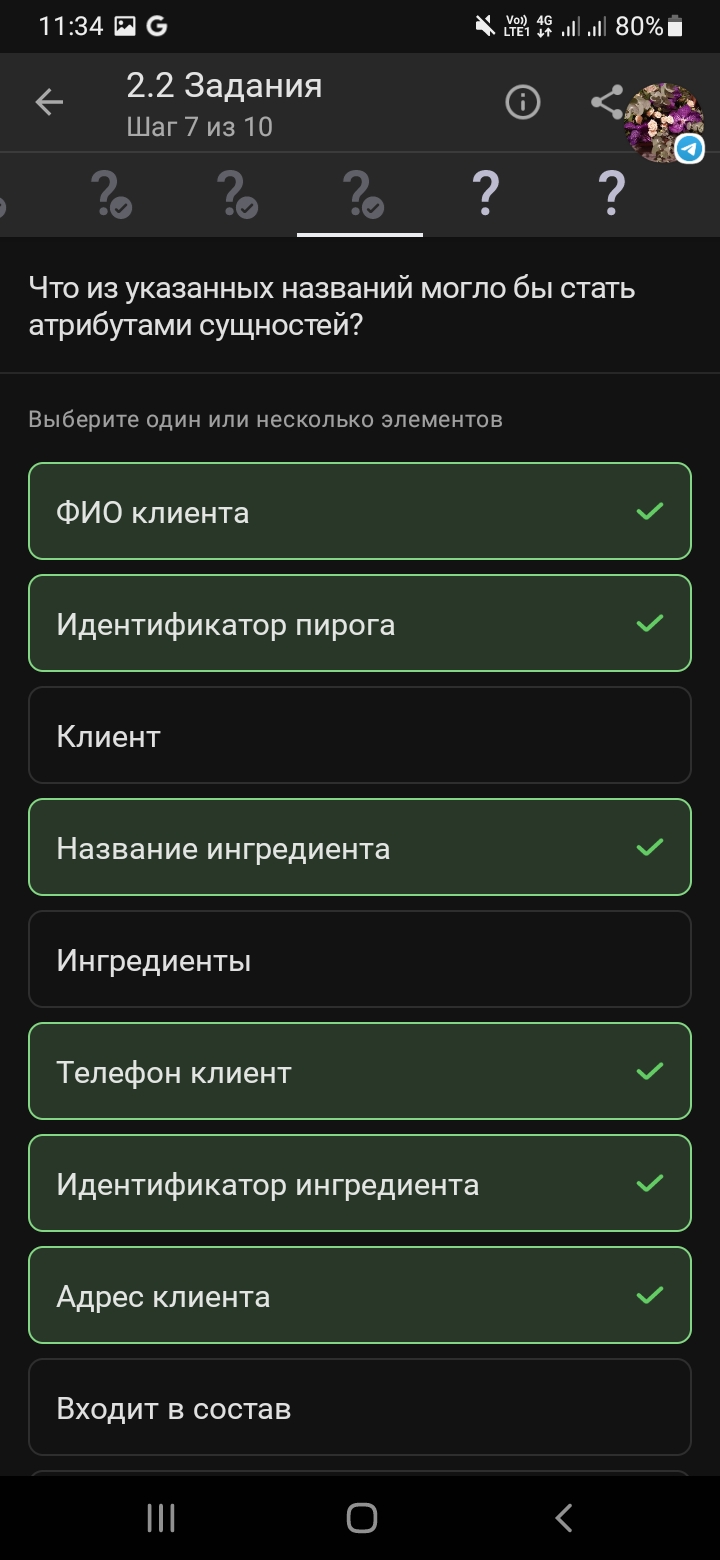 11:34
Vo)) 4G
LTE1
80%
2.2 Задания
Шаг 7 из 10
Что из указанных названий могло бы стать
атрибутами сущностей?
Выберите один или несколько элементов
ФИО клиента
Идентификатор пирога
Клиент
Название ингредиента
Ингредиенты
Телефон клиент
Идентификатор ингредиента
Адрес клиента
Входит в состав